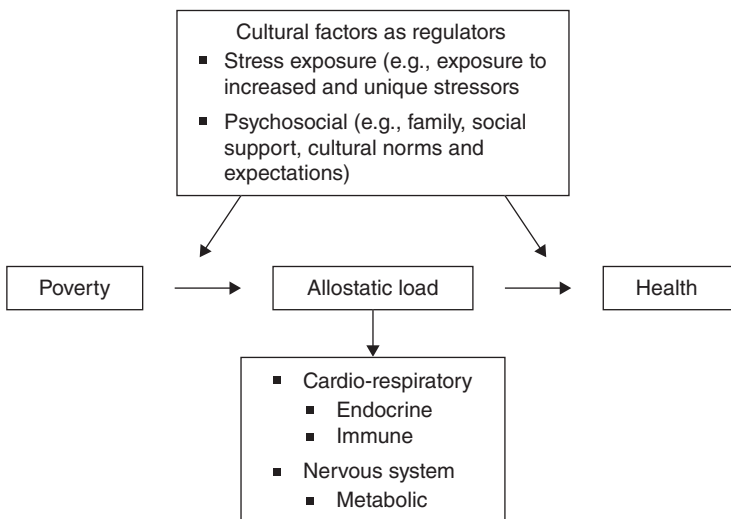 Cultural factors as regulators
▪ Stress exposure (e.g., exposure to
increased and unique stressors
▪ Psychosocial (e.g., family, social
support, cultural norms and
expectations)
Poverty
Allostatic load
Health
▪ Cardio-respiratory
▪ Endocrine
▪ Immune
▪ Nervous system
▪ Metabolic